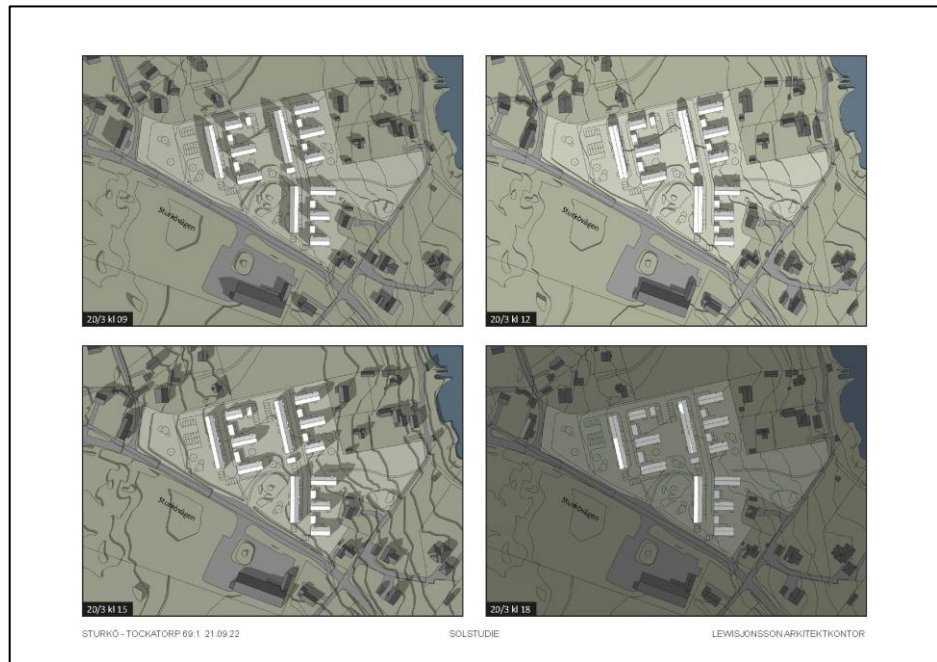 Sturkövägen
20/3 kl 09
Sturkövägen
20/3 kl 12
Sturkövägen
20/3 kl 15
Sturkövägen
20/3 kl 18
STURKÖ - TOCKATORP 69:1 21.09.22
SOLSTUDIE
LEWISJONSSON ARKITEKTKONTOR